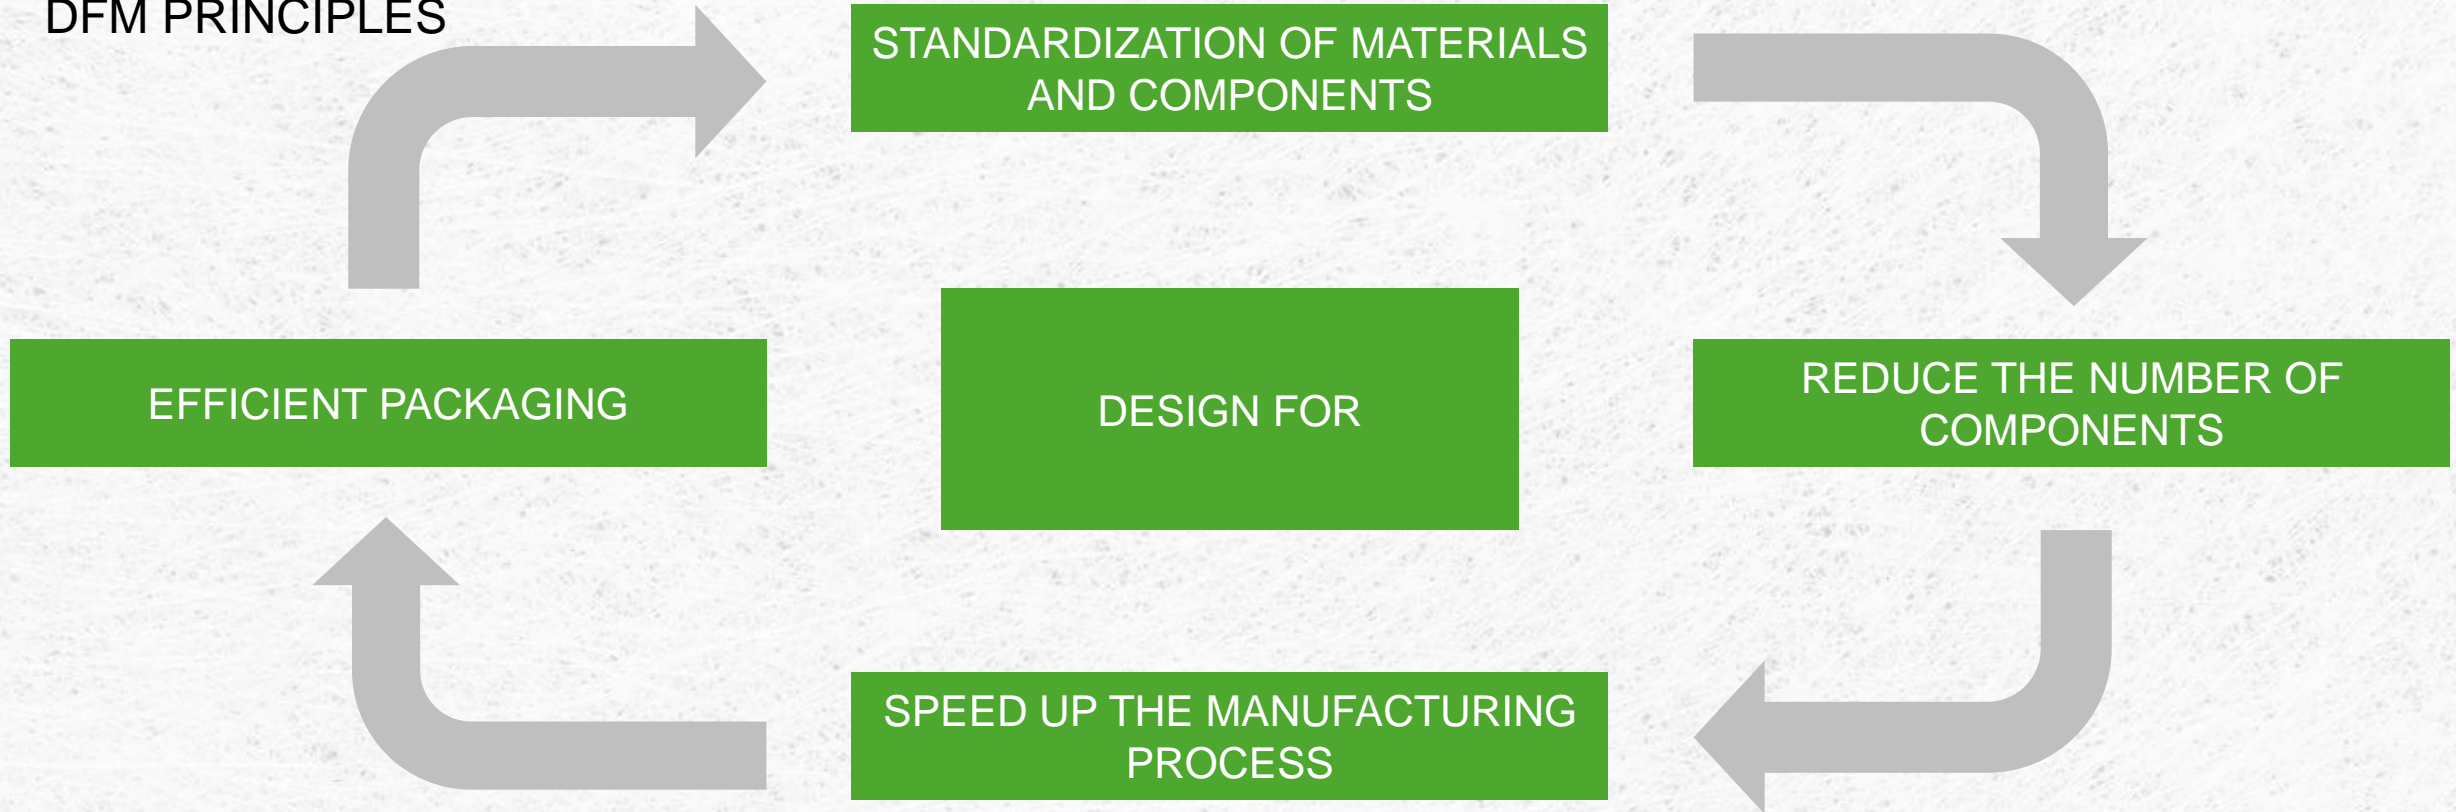 DFM PRINCIPLES
STANDARDIZATION OF MATERIALS
AND COMPONENTS
EFFICIENT PACKAGING
DESIGN FOR
REDUCE THE NUMBER OF
COMPONENTS
SPEED UP THE MANUFACTURING
PROCESS